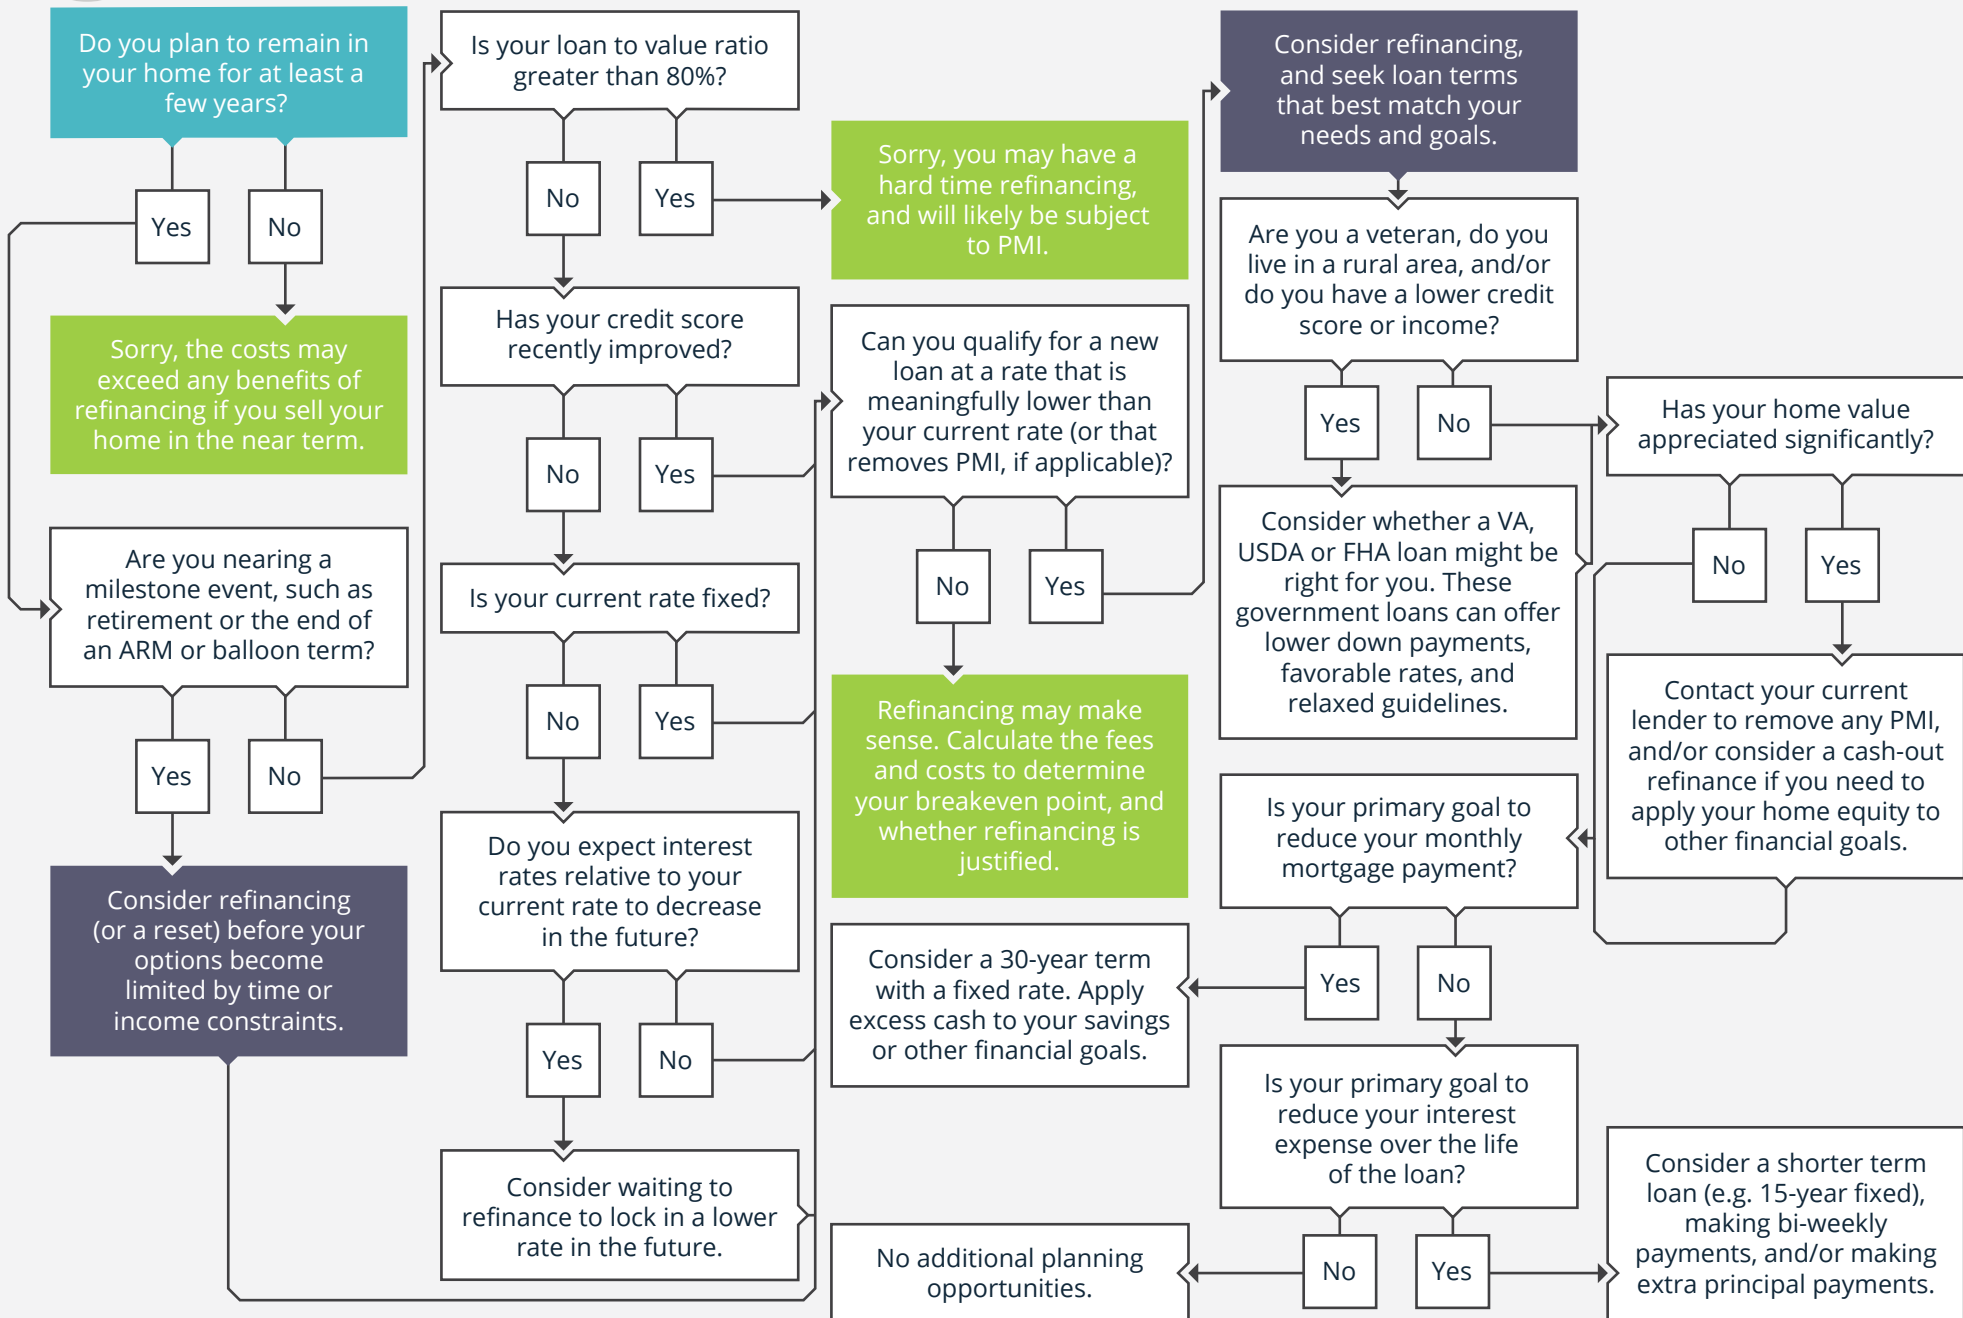 Do you plan to remain in
your home for at least a
few years?
Yes
No
Sorry, the costs may
exceed any benefits of
refinancing if you sell your
home in the near term.
Are you nearing a
milestone event, such as
retirement or the end of
an ARM or balloon term?
Yes
No
Consider refinancing
(or a reset) before your
options become
limited by time or
income constraints.
Is your loan to value ratio
greater than 80%?
No
Yes
Has your credit score
recently improved?
No
Yes
Is your current rate fixed?
No
Yes
Do you expect interest
rates relative to your
current rate to decrease
in the future?
Yes
No
Consider waiting to
refinance to lock in a lower
rate in the future.
Sorry, you may have a
hard time refinancing,
and will likely be subject
to PMI.
Can you qualify for a new
loan at a rate that is
meaningfully lower than
your current rate (or that
removes PMI, if applicable)?
No
Yes
Refinancing may make
sense. Calculate the fees
and costs to determine
your breakeven point, and
whether refinancing is
justified.
Consider a 30-year term
with a fixed rate. Apply
excess cash to your savings
or other financial goals.
No additional planning
opportunities.
Consider refinancing,
and seek loan terms
that best match your
needs and goals.
Are you a veteran, do you
live in a rural area, and/or
do you have a lower credit
score or income?
Yes
No
Consider whether a VA,
USDA or FHA loan might be
right for you. These
government loans can offer
lower down payments,
favorable rates, and
relaxed guidelines.
Is your primary goal to
reduce your monthly
mortgage payment?
Yes
No
Is your primary goal to
reduce your interest
expense over the life
of the loan?
No
Yes
Has your home value
appreciated significantly?
No
Yes
Contact your current
lender to remove any PMI,
and/or consider a cash-out
refinance if you need to
apply your home equity to
other financial goals.
Consider a shorter term
loan (e.g. 15-year fixed),
making bi-weekly
payments, and/or making
extra principal payments.